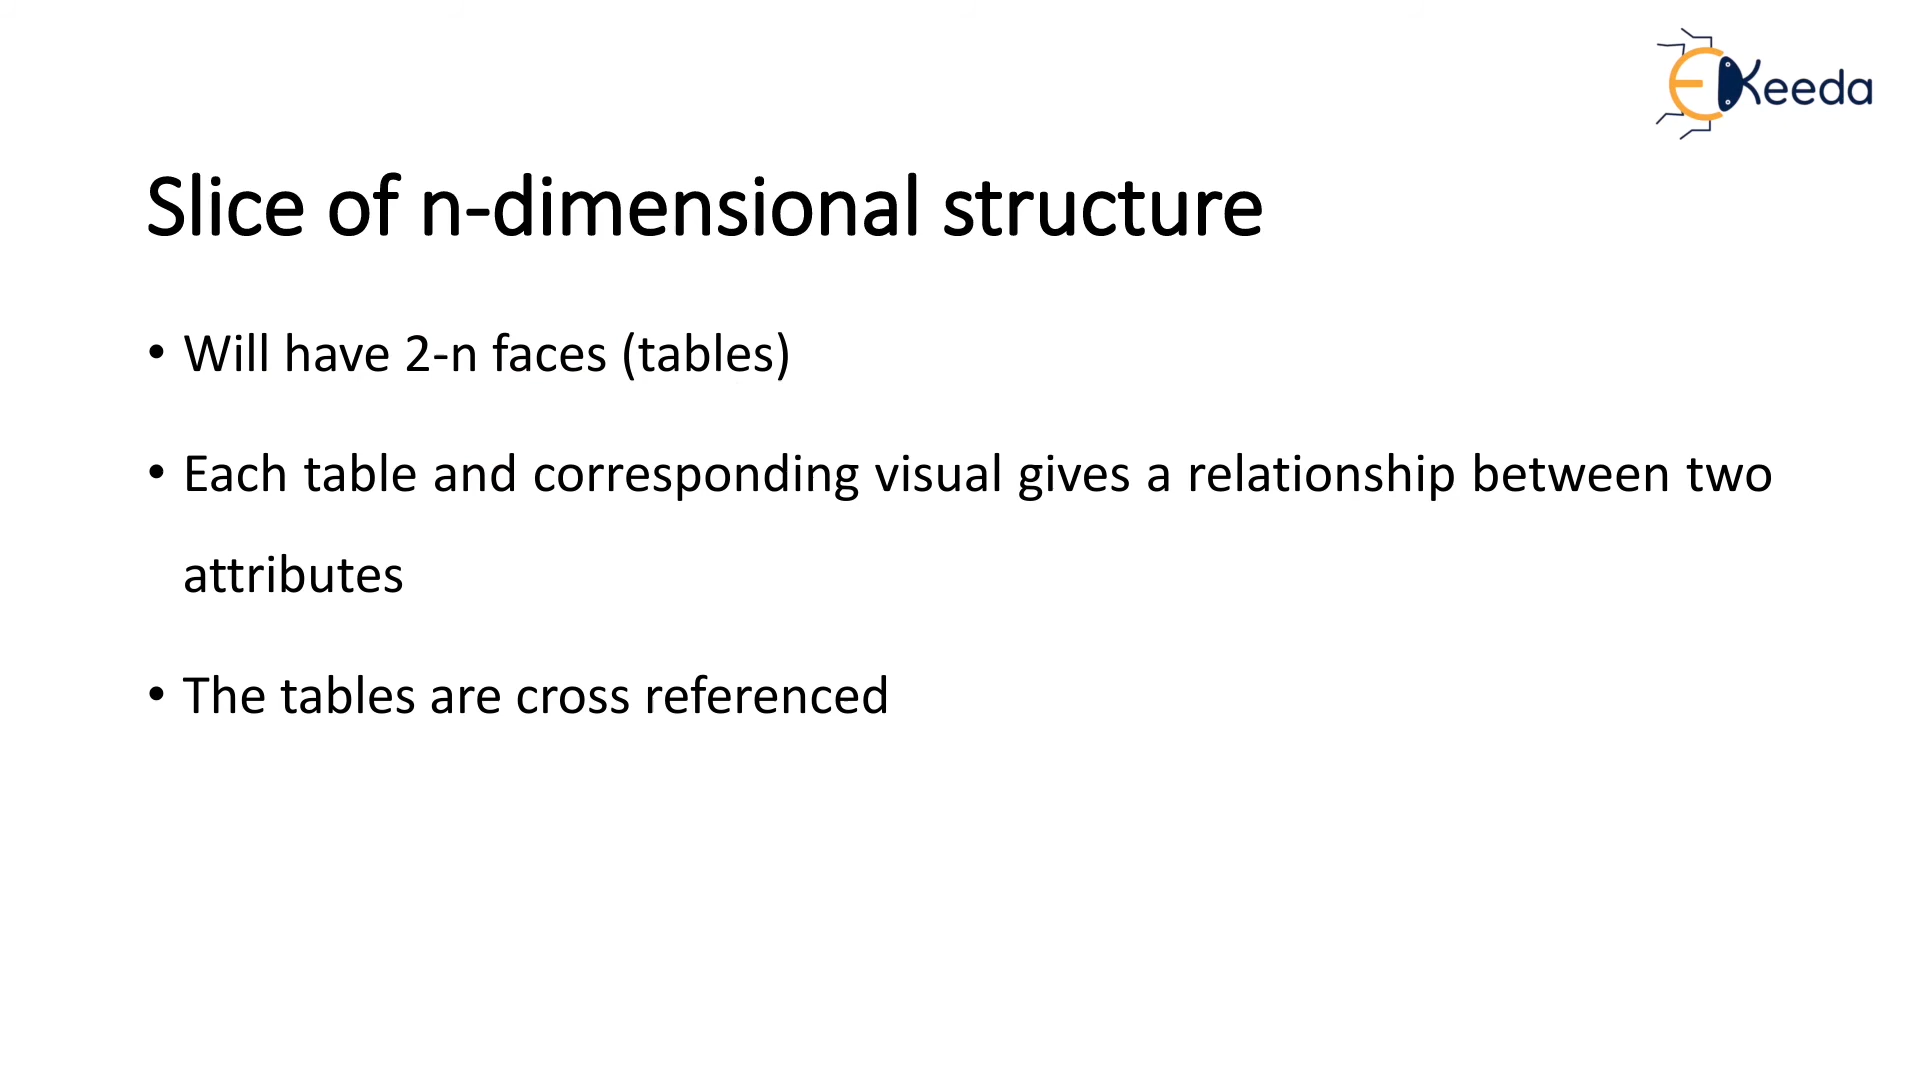 EKeeda
Slice of n-dimensional structure
• Will have 2-n faces (tables)
• Each table and corresponding visual gives a relationship between two
attributes
• The tables are cross referenced